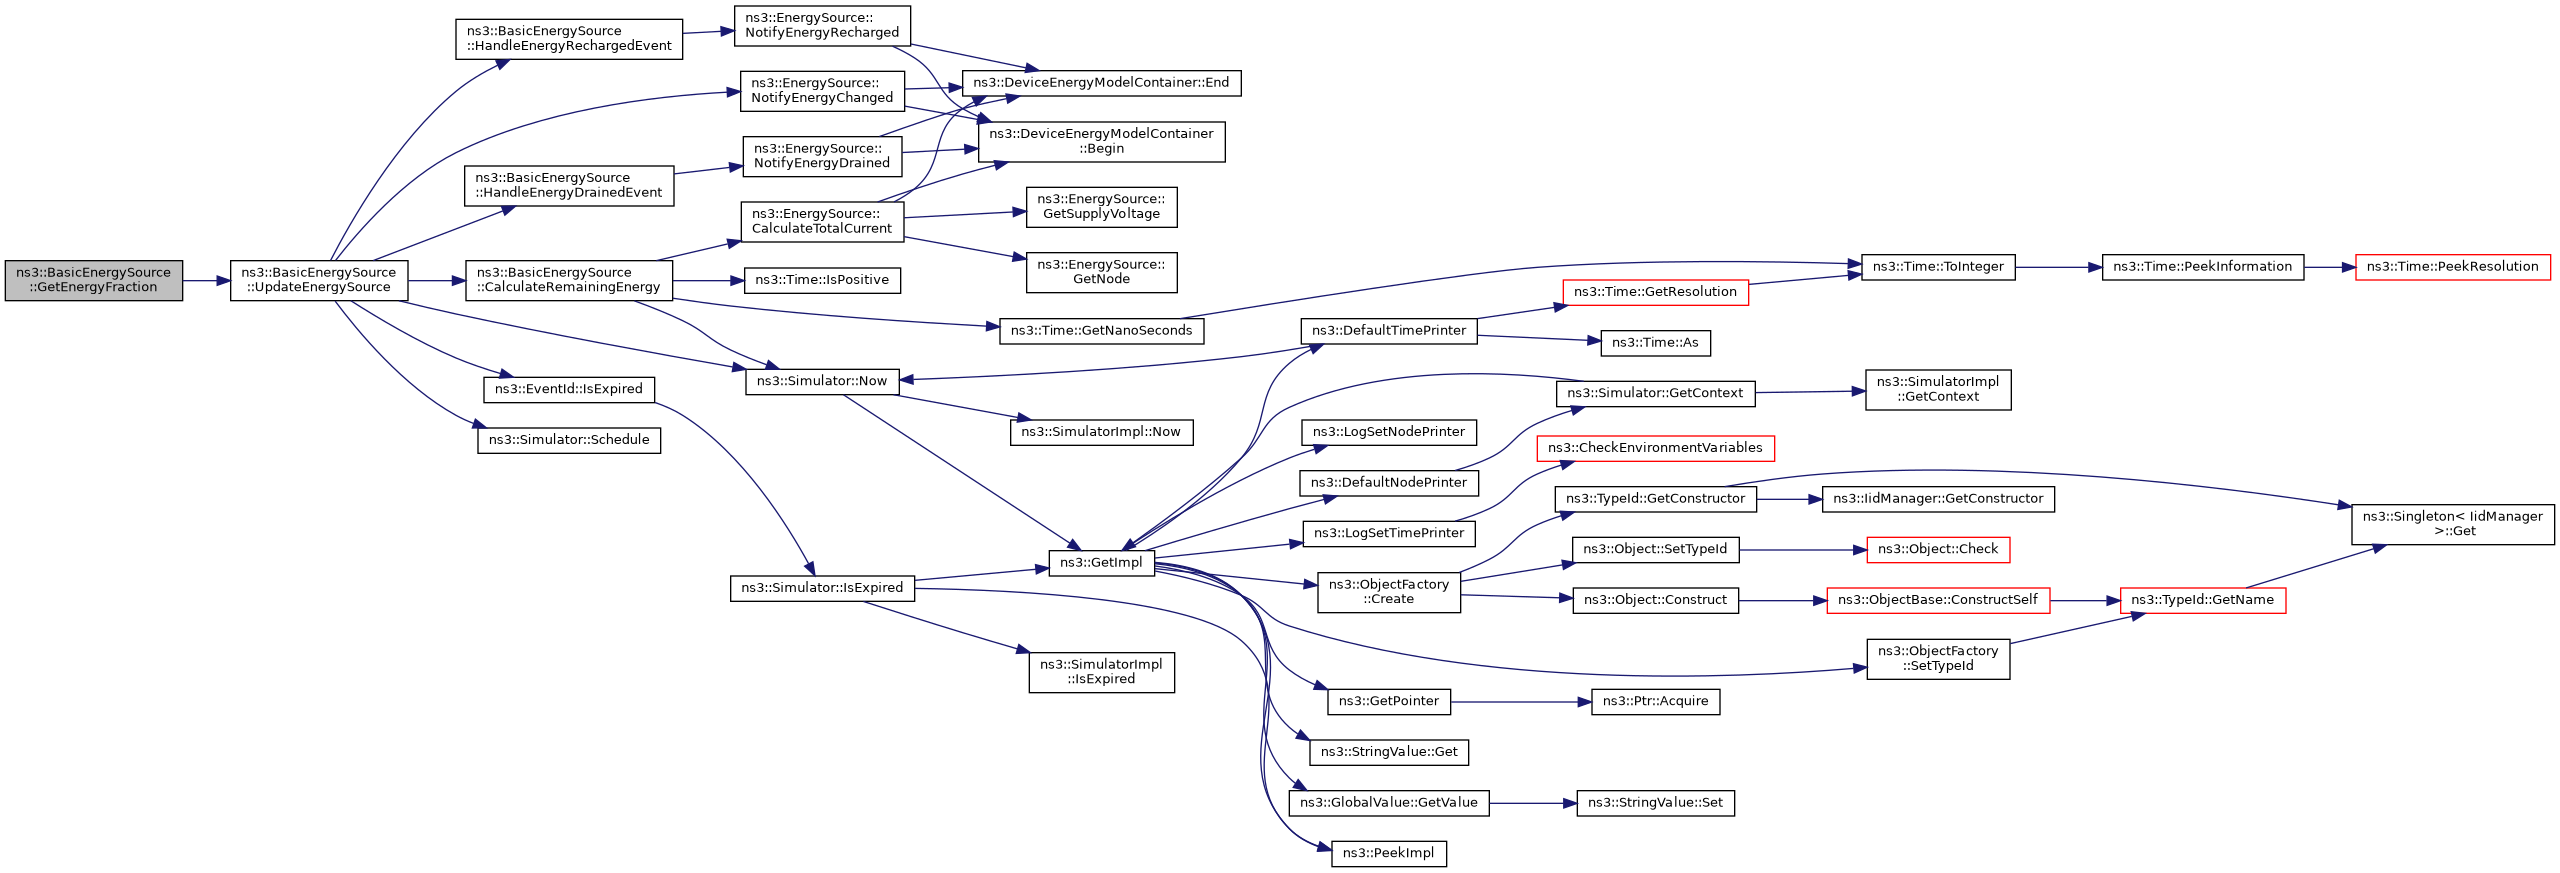 ns3::BasicEnergySource
::GetEnergyFraction
ns3::BasicEnergySource
::UpdateEnergySource
ns3::BasicEnergySource
::HandleEnergyRechargedEvent
ns3::BasicEnergySource
::HandleEnergyDrainedEvent
ns3::BasicEnergySource
::CalculateRemainingEnergy
ns3::EventId::IsExpired
ns3::Simulator::Schedule
ns3::EnergySource::
NotifyEnergyRecharged
ns3::EnergySource::
NotifyEnergyChanged
ns3::EnergySource::
NotifyEnergyDrained
ns3::EnergySource::
CalculateTotalCurrent
ns3::Time::IsPositive
ns3::Simulator::Now
ns3::Simulator::IsExpired
ns3::DeviceEnergyModelContainer::End
ns3::DeviceEnergyModelContainer
::Begin
ns3::EnergySource::
GetSupplyVoltage
ns3::EnergySource::
GetNode
ns3::Time::GetNanoSeconds
ns3::SimulatorImpl::Now
ns3::GetImpl
ns3::SimulatorImpl
::IsExpired
ns3::DefaultTimePrinter
ns3::LogSetNodePrinter
ns3::DefaultNodePrinter
ns3::LogSetTimePrinter
ns3::ObjectFactory
::Create
ns3::GetPointer
ns3::StringValue::Get
ns3::GlobalValue::GetValue
ns3::PeekImpl
ns3::Time::GetResolution
ns3::Time::As
ns3::Simulator::GetContext
ns3::CheckEnvironmentVariables
ns3::TypeId::GetConstructor
ns3::Object::SetTypeId
ns3::Object::Construct
ns3::Ptr::Acquire
ns3::StringValue::Set
ns3::Time::ToInteger
ns3::SimulatorImpl
::GetContext
ns3::IidManager::GetConstructor
ns3::Object::Check
ns3::ObjectBase::ConstructSelf
ns3::ObjectFactory
::SetTypeId
ns3::Time::PeekInformation
ns3::TypeId::GetName
ns3::Time::PeekResolution
ns3::Singleton< IidManager
>::Get